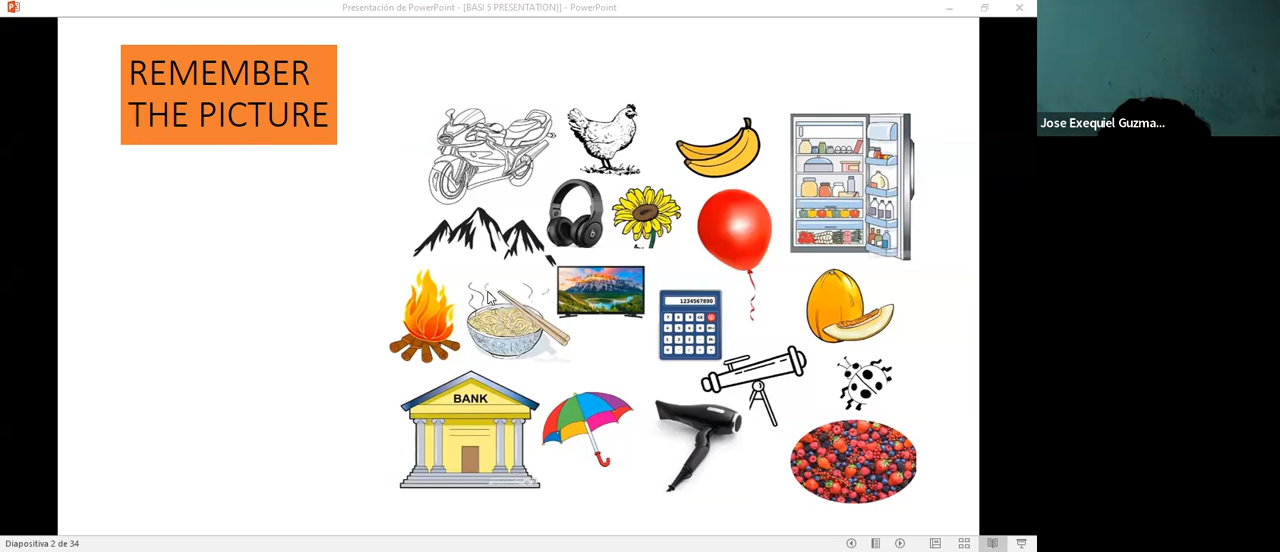 Presentación de PowerPoint - [BASI 5 PRESENTATION)] - PowerPoint
REMEMBER
THE PICTURE
Jose Exequiel Guzma...
1234567890
BANK
Diapositiva 2 de 34